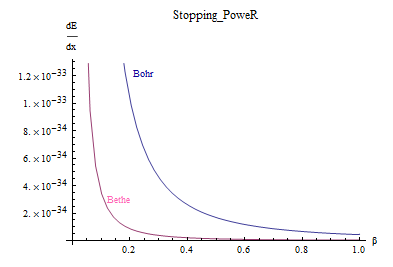 Stopping_PoweR
dE
dx
1.2 × 10⁻³³
Bohr
1. × 10⁻³³
8. × 10⁻³⁴
6. × 10⁻³⁴
4. × 10⁻³⁴
Bethe
2. × 10⁻³⁴
0.2 0.4 0.6 0.8 1.0 β